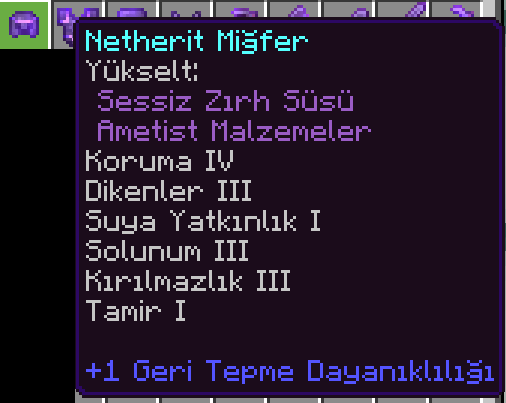 Netherit Miğfer
Yükselt:
Sessiz Zırh Süsü
Ametist Malzemeler
Koruma IV
Dikenler III
Suya Yatkınlık I
Solunum III
Kırılmazlık III
Tamir I
+1 Geri Tepme Dayanıklılığı